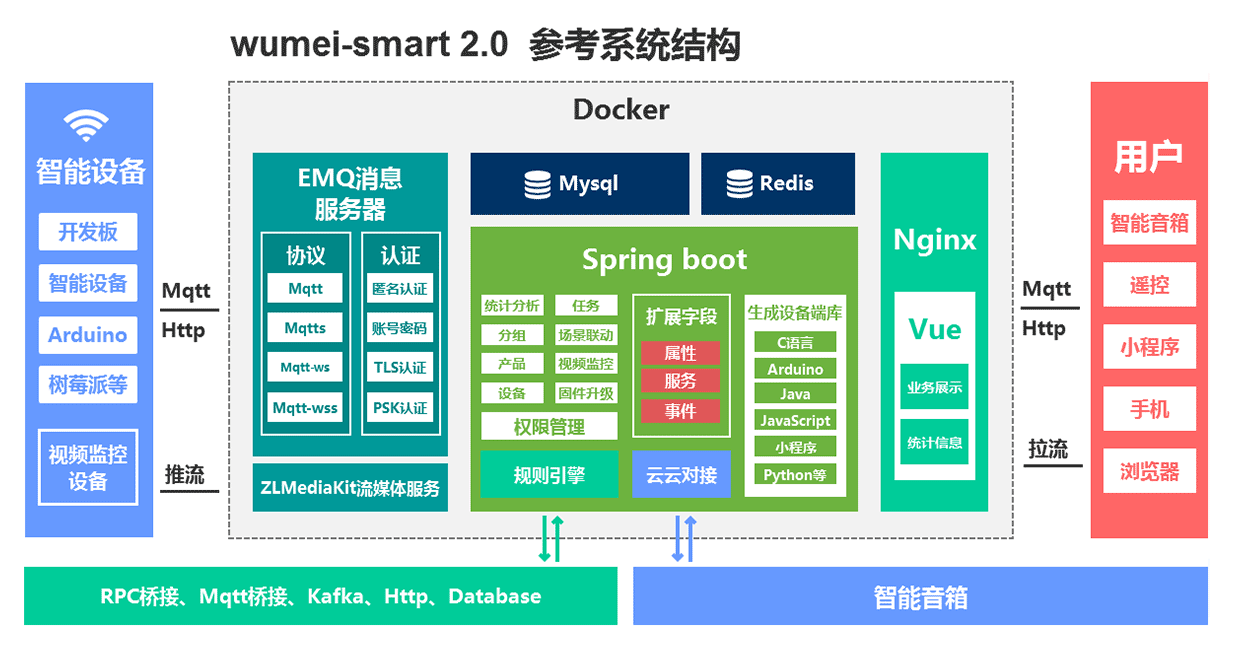 wumei-smart 2.0 参考系统结构
智能设备
开发板
智能设备
Arduino
树莓派等
视频监控
设备
Mqtt
Http
推流
Docker
EMQ消息
服务器
协议
Mqtt
Mqtts
Mqtt-ws
Mqtt-wss
认证
匿名认证
账号密码
TLS认证
PSK认证
ZLMediaKit流媒体服务
Mysql
Redis
Spring boot
统计分析
任务
分组
场景联动
产品
视频监控
设备
固件升级
权限管理
规则引擎
扩展字段
属性
服务
事件
云云对接
生成设备端库
C语言
Arduino
Java
JavaScript
小程序
Python等
Nginx
Vue
业务展示
统计信息
Mqtt
Http
拉流
用户
智能音箱
遥控
小程序
手机
浏览器
RPC桥接、Mqtt桥接、Kafka、Http、Database
智能音箱